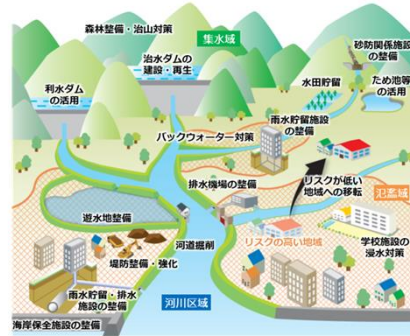 森林整備・治山対策
集水域
砂防関係施設
の整備
治水ダムの
建設・再生
水田貯留
ため池等
の活用
利水ダム
の活用
雨水貯留施設
の整備
バックウォーター対策
リスクが低い
地域への移転
排水機場の整備
氾濫域
遊水地整備
リスクの高い地域
学校施設の
浸水対策
河道掘削
堤防整備・強化
雨水貯留・排水
施設の整備
河川区域
海岸保全施設の整備